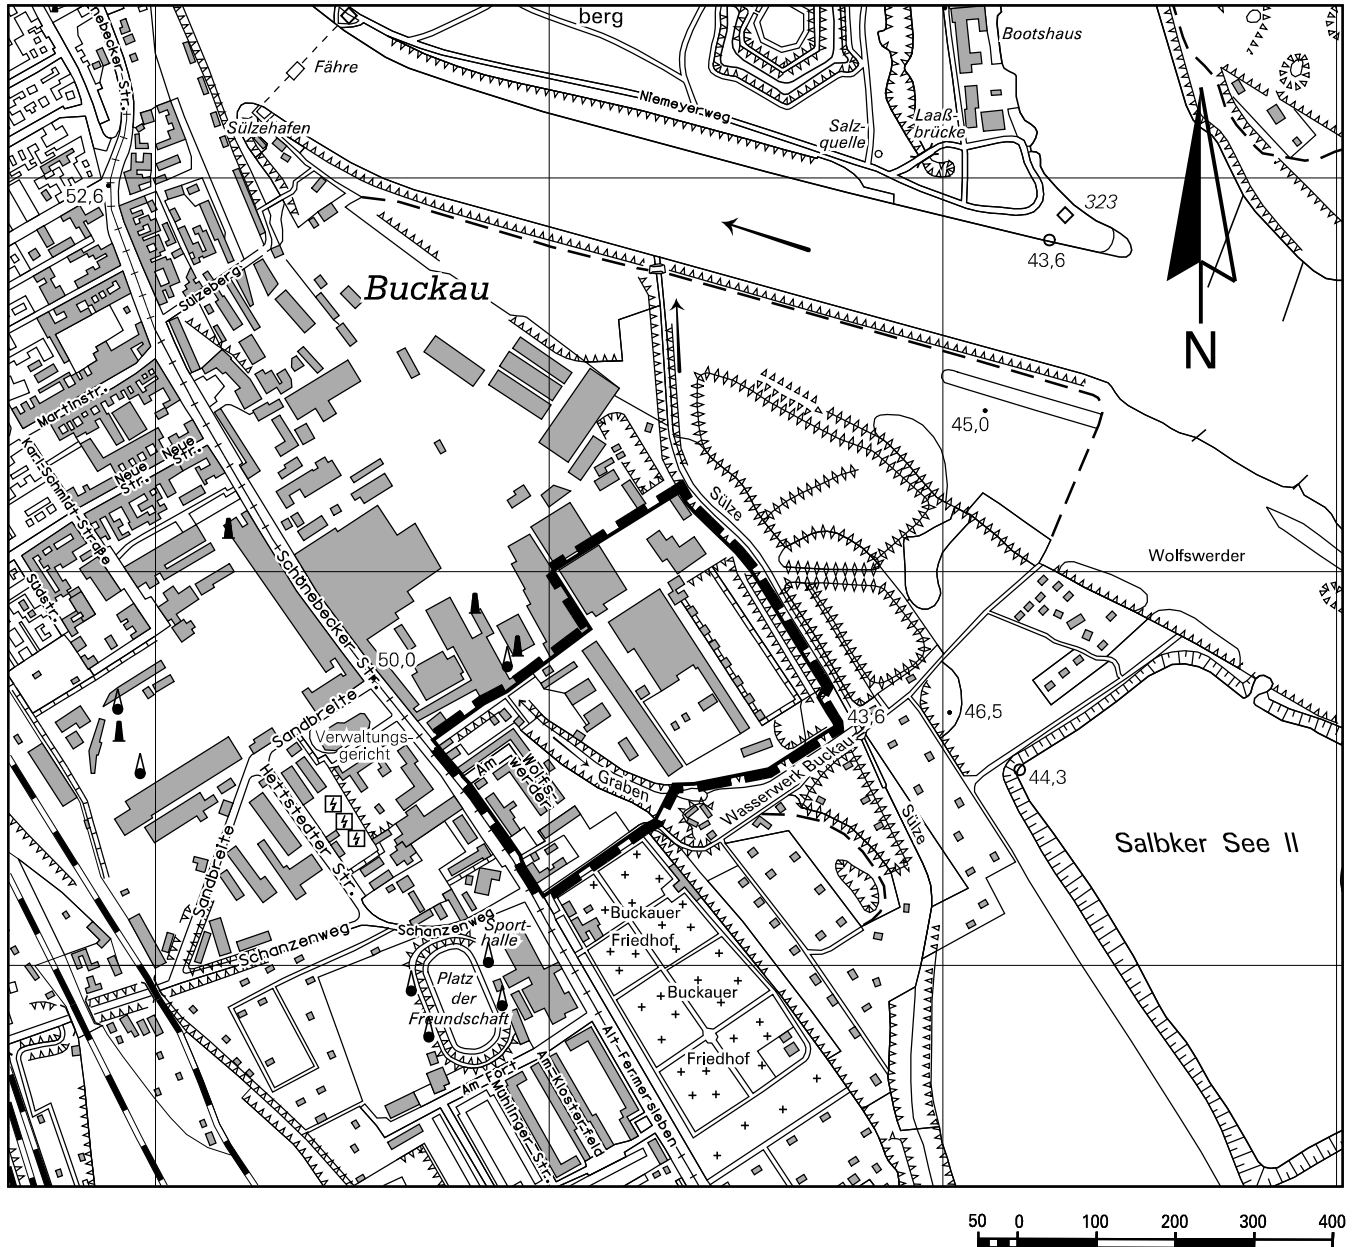 berg
Bootshaus
nebecker-Str.
Fähre
Niemeyerweg
Sülzehafen
Salz-
quelle
Laaß-
brücke
52,6
323
43,6
Sülzeberg
Buckau
N
Martinstr.
45,0
Neue
Str.
Neue
Str.
Karl-Schmidt-Straße
Sülze
Wolfswerder
Südstr.
Schönebecker Str.
50,0
Sandbreite
43,6
46,5
Verwaltungs-
gericht
Am
Wolfs-
werder
Graben
Wasserwerk Buckau
44,3
Hettstedter Str.
Sülze
Salbker See II
Sandbreite
Schanzenweg
Schanzenweg
Sport-
halle
Buckauer
Friedhof
Platz
der
Freundschaft
Buckauer
Friedhof
Am Fort
Mühlinger-Str.
Am-Klosterfeld
Alt-Fermersleben
50 0 100 200 300 400